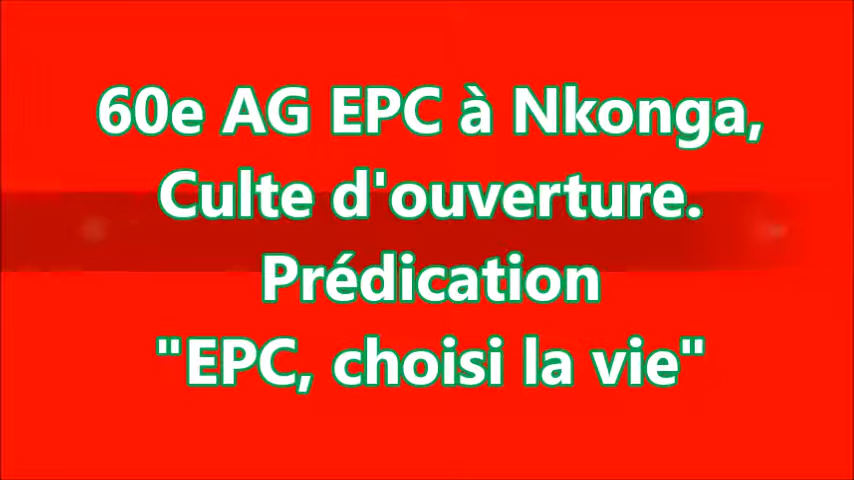 60e AG EPC à Nkonga,
Culte d'ouverture.
Prédication
"EPC, choisi la vie"